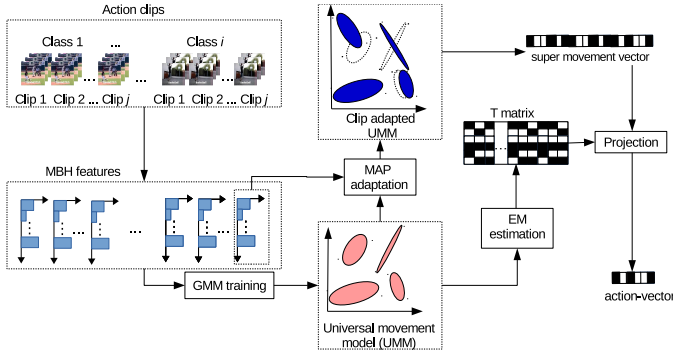 Action clips
Class 1
...
Class i
... ... ...
Clip 1 Clip 2 ... Clip j
Clip 1 Clip 2 ... Clip j
MBH features
... ... ...
GMM training
MAP
adaptation
Clip adapted
UMM
Universal movement
model (UMM)
EM
estimation
T matrix
...
super movement vector
Projection
action-vector